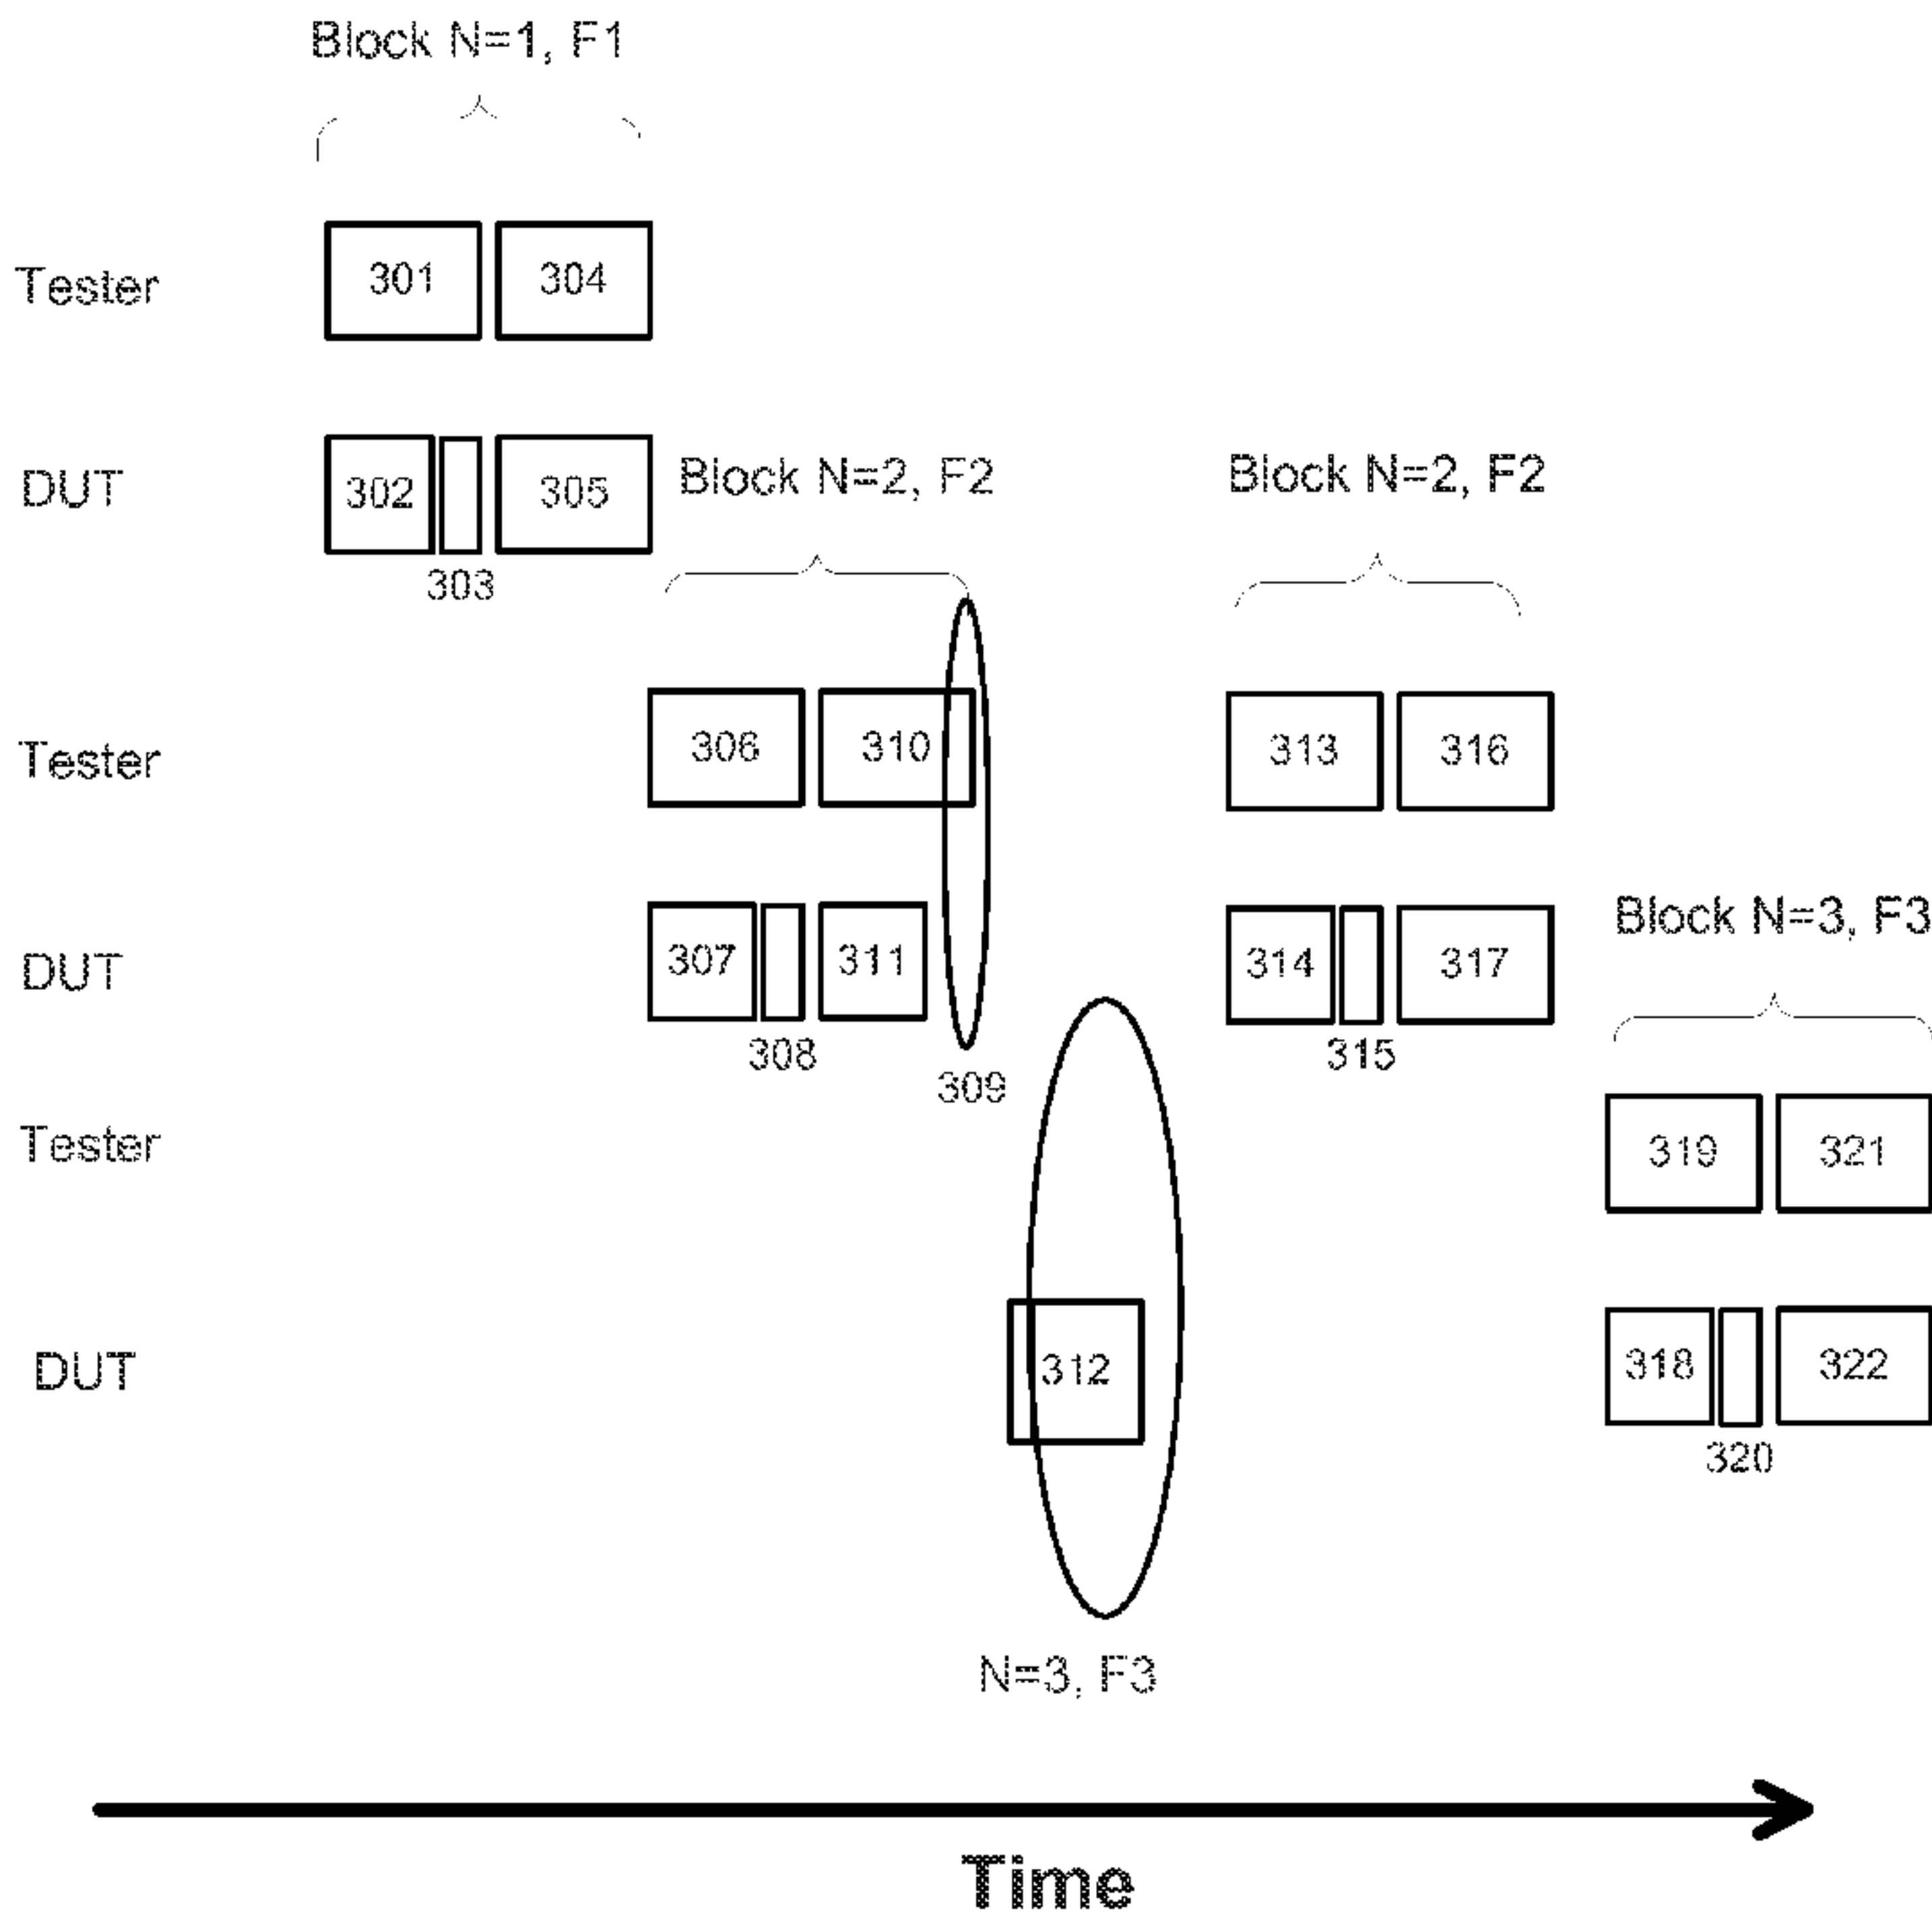 Block N=1, F1
Tester
301
304
DUT
302
305
303
Block N=2, F2
Block N=2, F2
Tester
306
310
313
316
DUT
307
311
314
317
308
309
315
Block N=3, F3
Tester
319
321
DUT
312
318
322
320
N=3, F3
Time